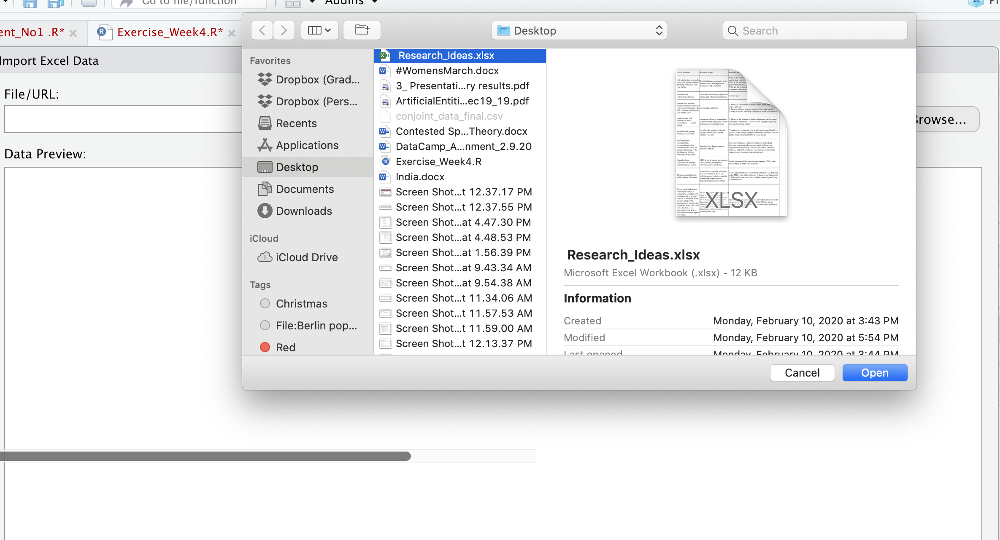 Go to file/function
Addins
ent_No1 .R*
Exercise_Week4.R*
Import Excel Data
File/URL:
Browse...
Data Preview:
Desktop
Search
Favorites
Dropbox (Grad...
Dropbox (Pers...
Recents
Applications
Desktop
Documents
Downloads
iCloud
iCloud Drive
Tags
Christmas
File:Berlin pop...
Red
Research_Ideas.xlsx
#WomensMarch.docx
3_ Presentati...ry results.pdf
ArtificialEntiti...ec19_19.pdf
conjoint_data_final.csv
Contested Sp...Theory.docx
DataCamp_A...nment_2.9.20
Exercise_Week4.R
India.docx
Screen Shot...t 12.37.17 PM
Screen Shot...t 12.37.55 PM
Screen Shot...at 4.47.30 PM
Screen Shot...at 4.48.53 PM
Screen Shot...at 1.56.39 PM
Screen Shot...at 9.43.34 AM
Screen Shot...at 9.54.38 AM
Screen Shot...t 11.34.06 AM
Screen Shot...t 11.57.53 AM
Screen Shot...t 11.59.00 AM
Screen Shot...t 12.13.37 PM
XLSX
Research_Ideas.xlsx
Microsoft Excel Workbook (.xlsx) - 12 KB
Information
Created Monday, February 10, 2020 at 3:43 PM
Modified Monday, February 10, 2020 at 5:54 PM
Last opened Monday, February 10, 2020 at 3:44 PM
Cancel
Open